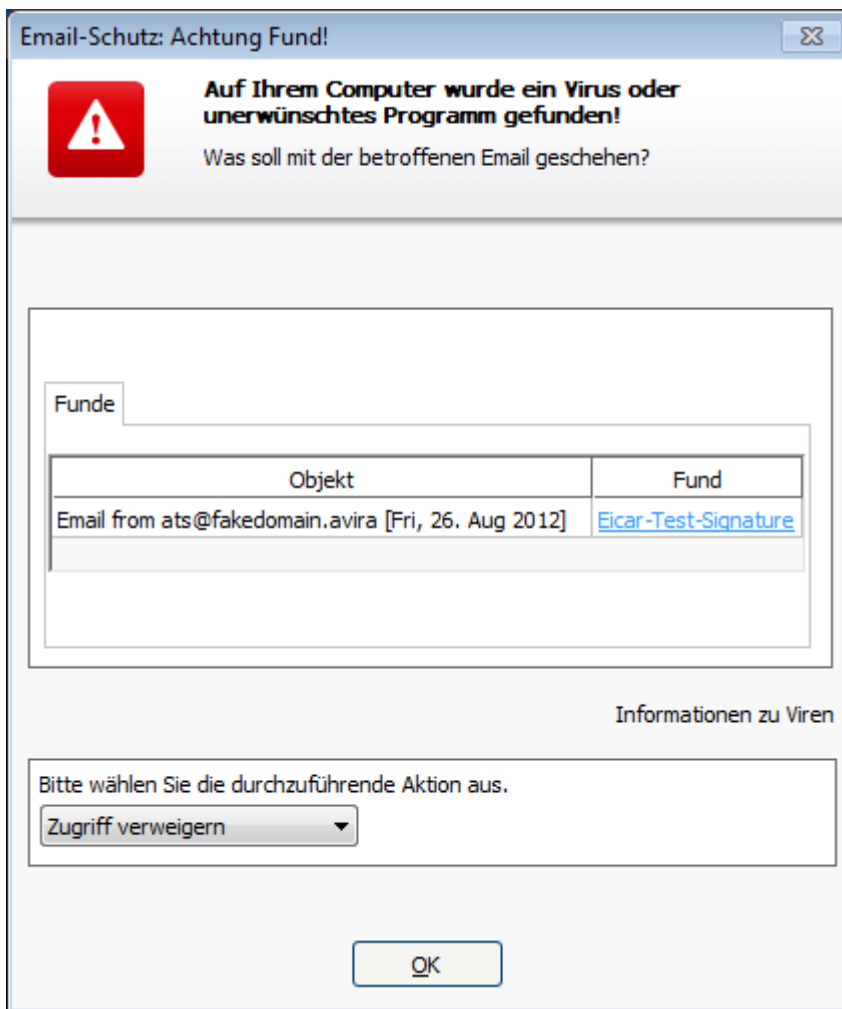 Email-Schutz: Achtung Fund!
Auf Ihrem Computer wurde ein Virus oder
unerwünschtes Programm gefunden!
Was soll mit der betroffenen Email geschehen?
Funde
Objekt Fund
Email from ats@fakedomain.avira [Fri, 26. Aug 2012] Eicar-Test-Signature
Informationen zu Viren
Bitte wählen Sie die durchzuführende Aktion aus.
Zugriff verweigern
OK